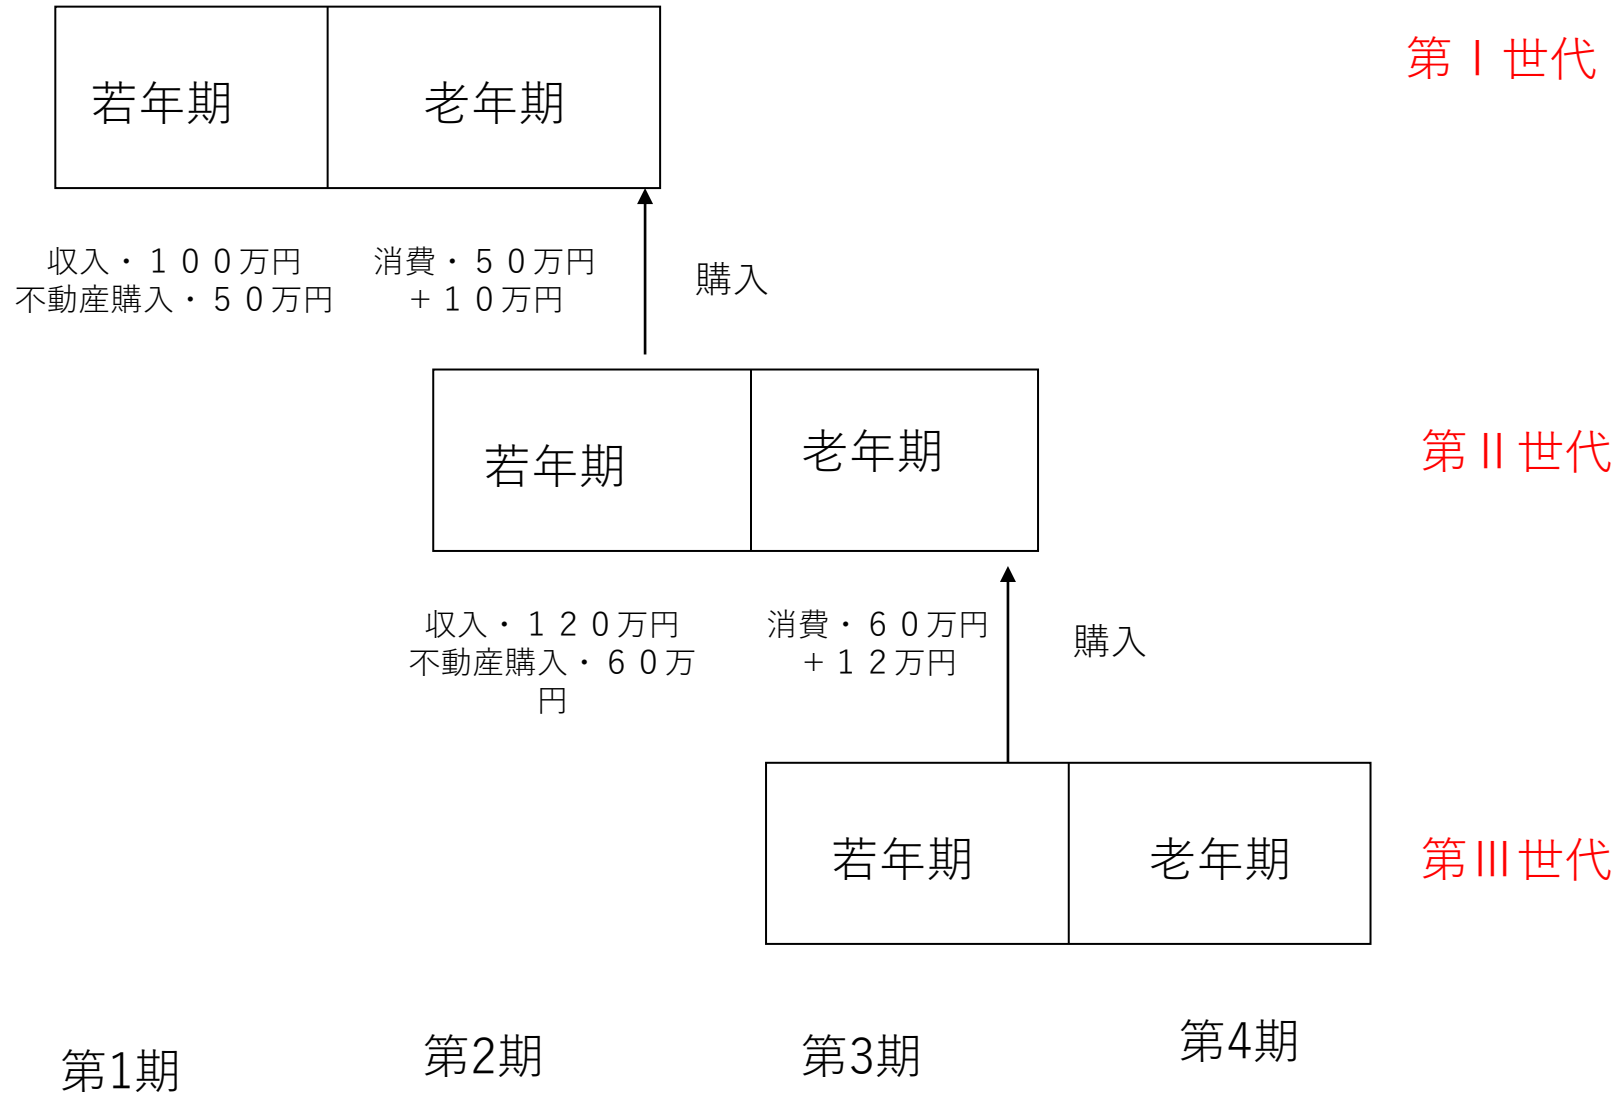 第Ⅰ世代
若年期
老年期
収入・１００万円
不動産購入・５０万円
消費・５０万円
＋１０万円
購入
第Ⅱ世代
若年期
老年期
収入・１２０万円
不動産購入・６０万
円
消費・６０万円
＋１２万円
購入
第Ⅲ世代
若年期
老年期
第1期
第2期
第3期
第4期